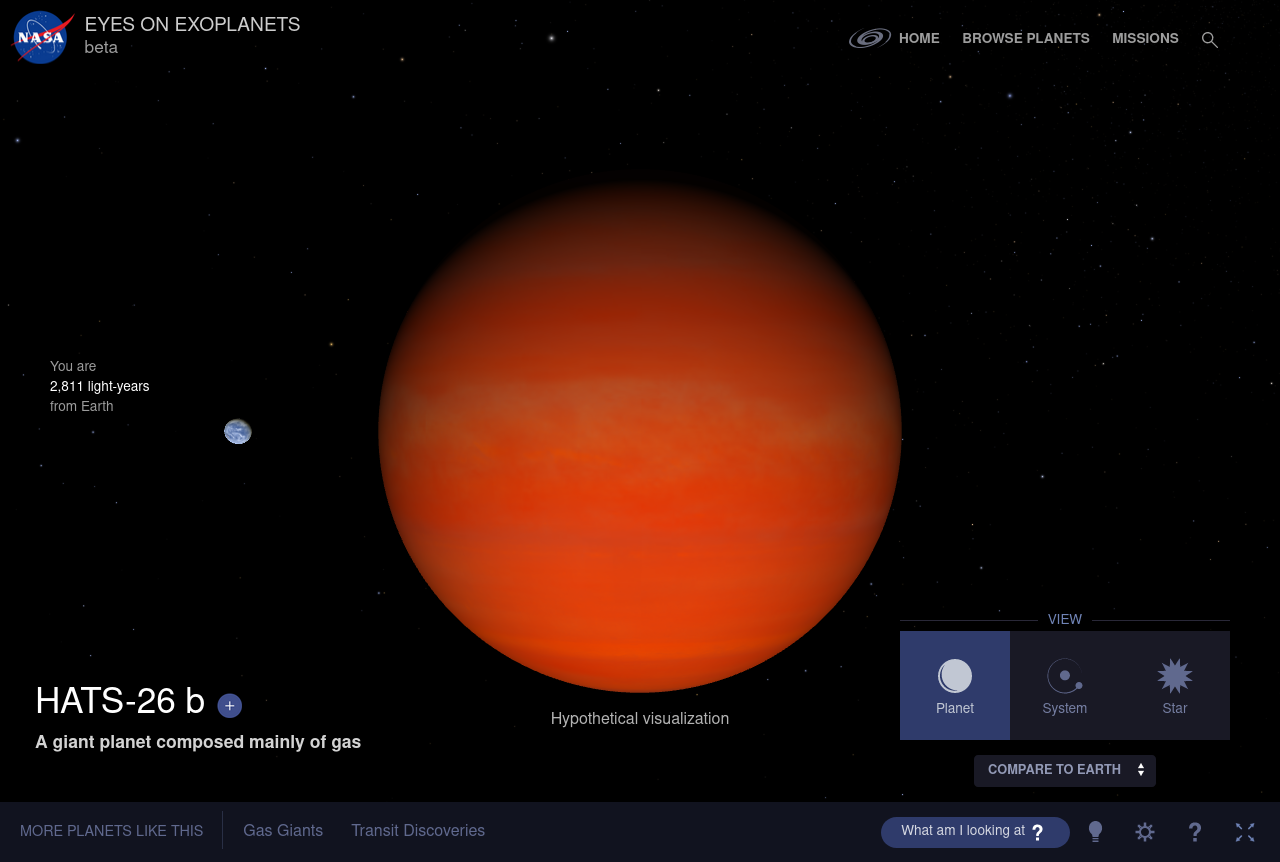 NASA
EYES ON EXOPLANETS
beta
HOME
BROWSE PLANETS
MISSIONS
You are
2,811 light-years
from Earth
HATS-26 b +
A giant planet composed mainly of gas
Hypothetical visualization
VIEW
Planet
System
Star
COMPARE TO EARTH
MORE PLANETS LIKE THIS
Gas Giants
Transit Discoveries
What am I looking at ?
?